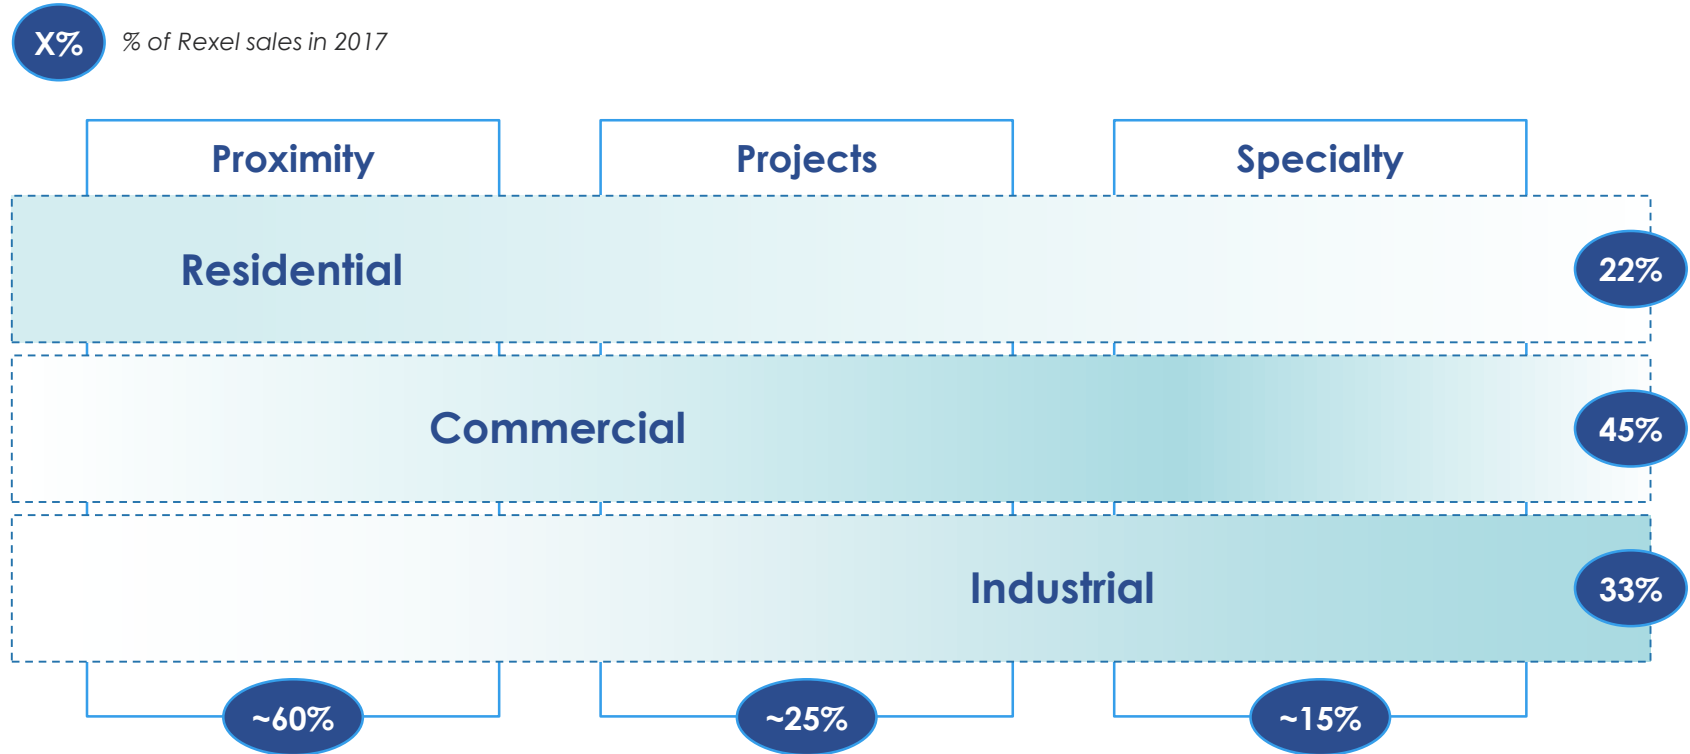 X% % of Rexel sales in 2017
Proximity Projects Specialty
Residential 22%
Commercial 45%
Industrial 33%
~60% ~25% ~15%